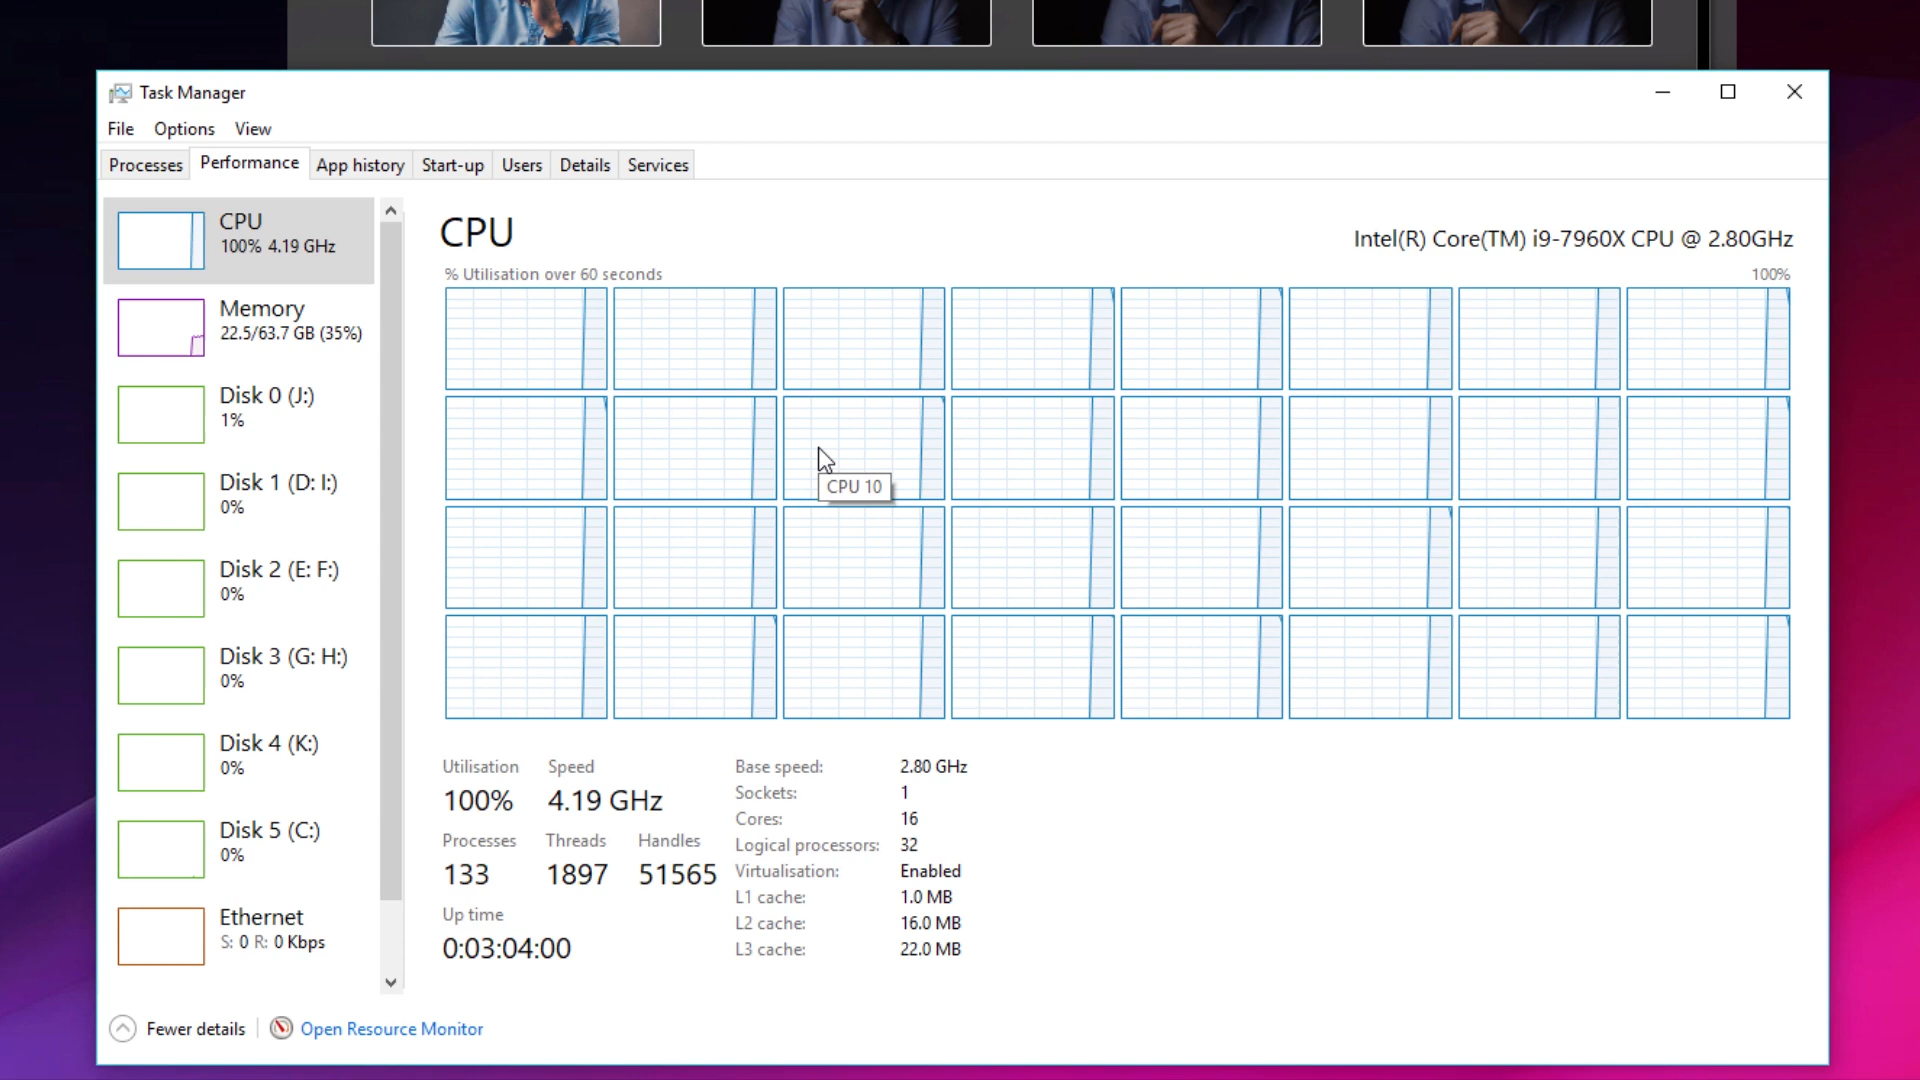 Task Manager
File Options View
Processes Performance App history Start-up Users Details Services
CPU
100% 4.19 GHz
Memory
22.5/63.7 GB (35%)
Disk 0 (J:)
1%
Disk 1 (D: I:)
0%
Disk 2 (E: F:)
0%
Disk 3 (G: H:)
0%
Disk 4 (K:)
0%
Disk 5 (C:)
0%
Ethernet
S: 0 R: 0 Kbps
CPU
Intel(R) Core(TM) i9-7960X CPU @ 2.80GHz
% Utilisation over 60 seconds
100%
CPU 10
Utilisation Speed
100% 4.19 GHz
Processes Threads Handles
133 1897 51565
Up time
0:03:04:00
Base speed: 2.80 GHz
Sockets: 1
Cores: 16
Logical processors: 32
Virtualisation: Enabled
L1 cache: 1.0 MB
L2 cache: 16.0 MB
L3 cache: 22.0 MB
Fewer details
Open Resource Monitor